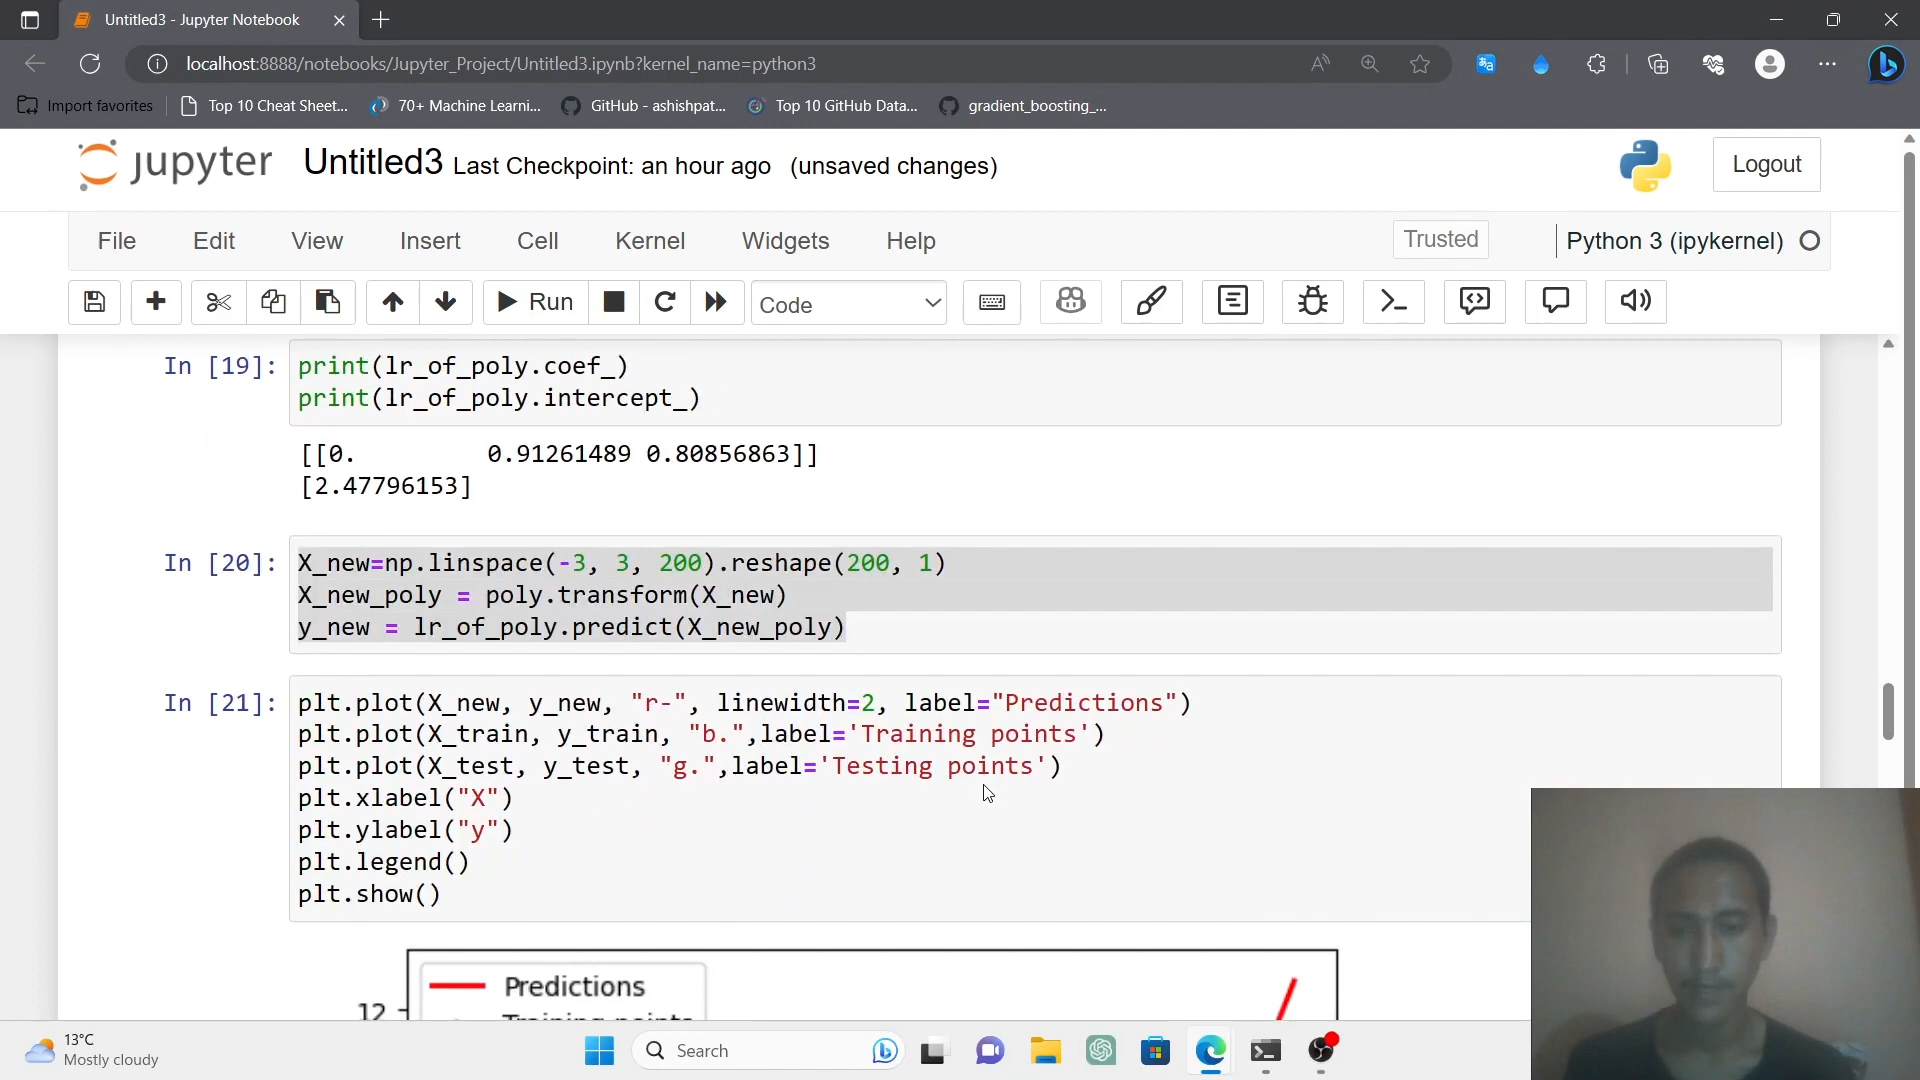 Untitled3 - Jupyter Notebook
localhost:8888/notebooks/Jupyter_Project/Untitled3.ipynb?kernel_name=python3
Import favorites
Top 10 Cheat Sheet...
70+ Machine Learni...
GitHub - ashishpat...
Top 10 GitHub Data...
gradient_boosting_...
jupyter
Untitled3 Last Checkpoint: an hour ago (unsaved changes)
Logout
File Edit View Insert Cell Kernel Widgets Help
Trusted
Python 3 (ipykernel)
Run
Code
In [19]: print(lr_of_poly.coef_)
print(lr_of_poly.intercept_)
[[0.         0.91261489 0.80856863]]
[2.47796153]
In [20]: X_new=np.linspace(-3, 3, 200).reshape(200, 1)
X_new_poly = poly.transform(X_new)
y_new = lr_of_poly.predict(X_new_poly)
In [21]: plt.plot(X_new, y_new, "r-", linewidth=2, label="Predictions")
plt.plot(X_train, y_train, "b.",label='Training points')
plt.plot(X_test, y_test, "g.",label='Testing points')
plt.xlabel("X")
plt.ylabel("y")
plt.legend()
plt.show()
Predictions
12
Training points
13°C
Mostly cloudy
Search